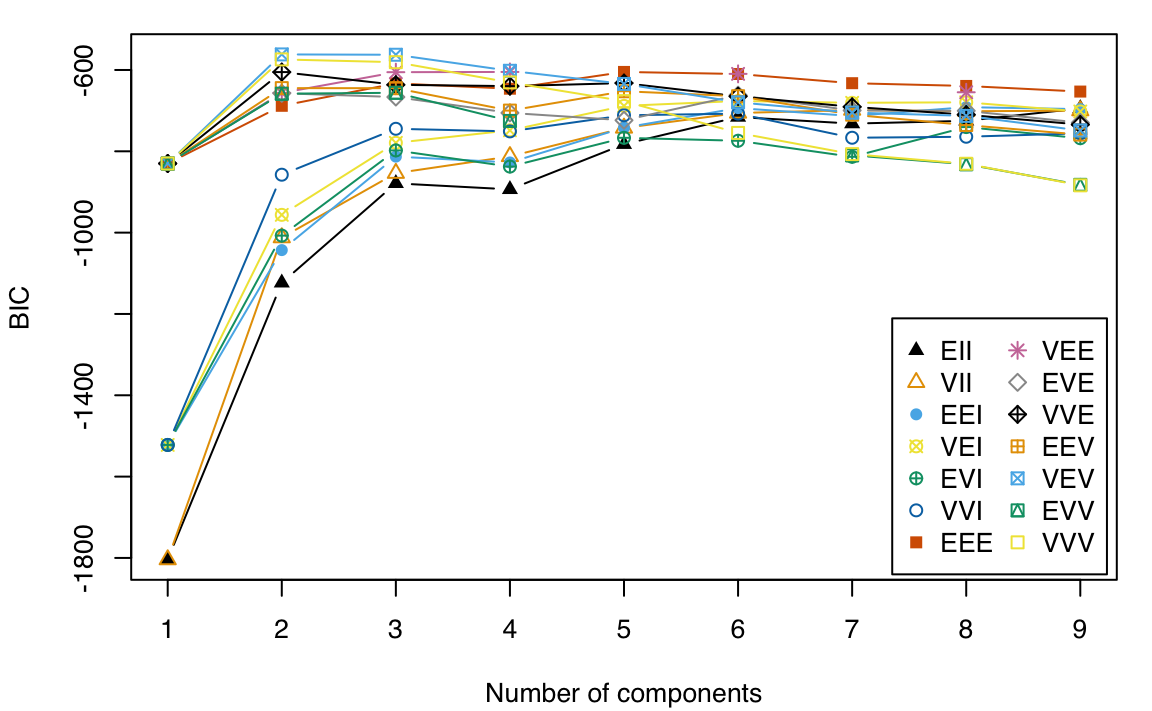 -600
-1000
-1400
-1800
BIC
1 2 3 4 5 6 7 8 9
Number of components
EII VEE
VII EVE
EEI VVE
VEI EEV
EVI VEV
VVI EVV
EEE VVV